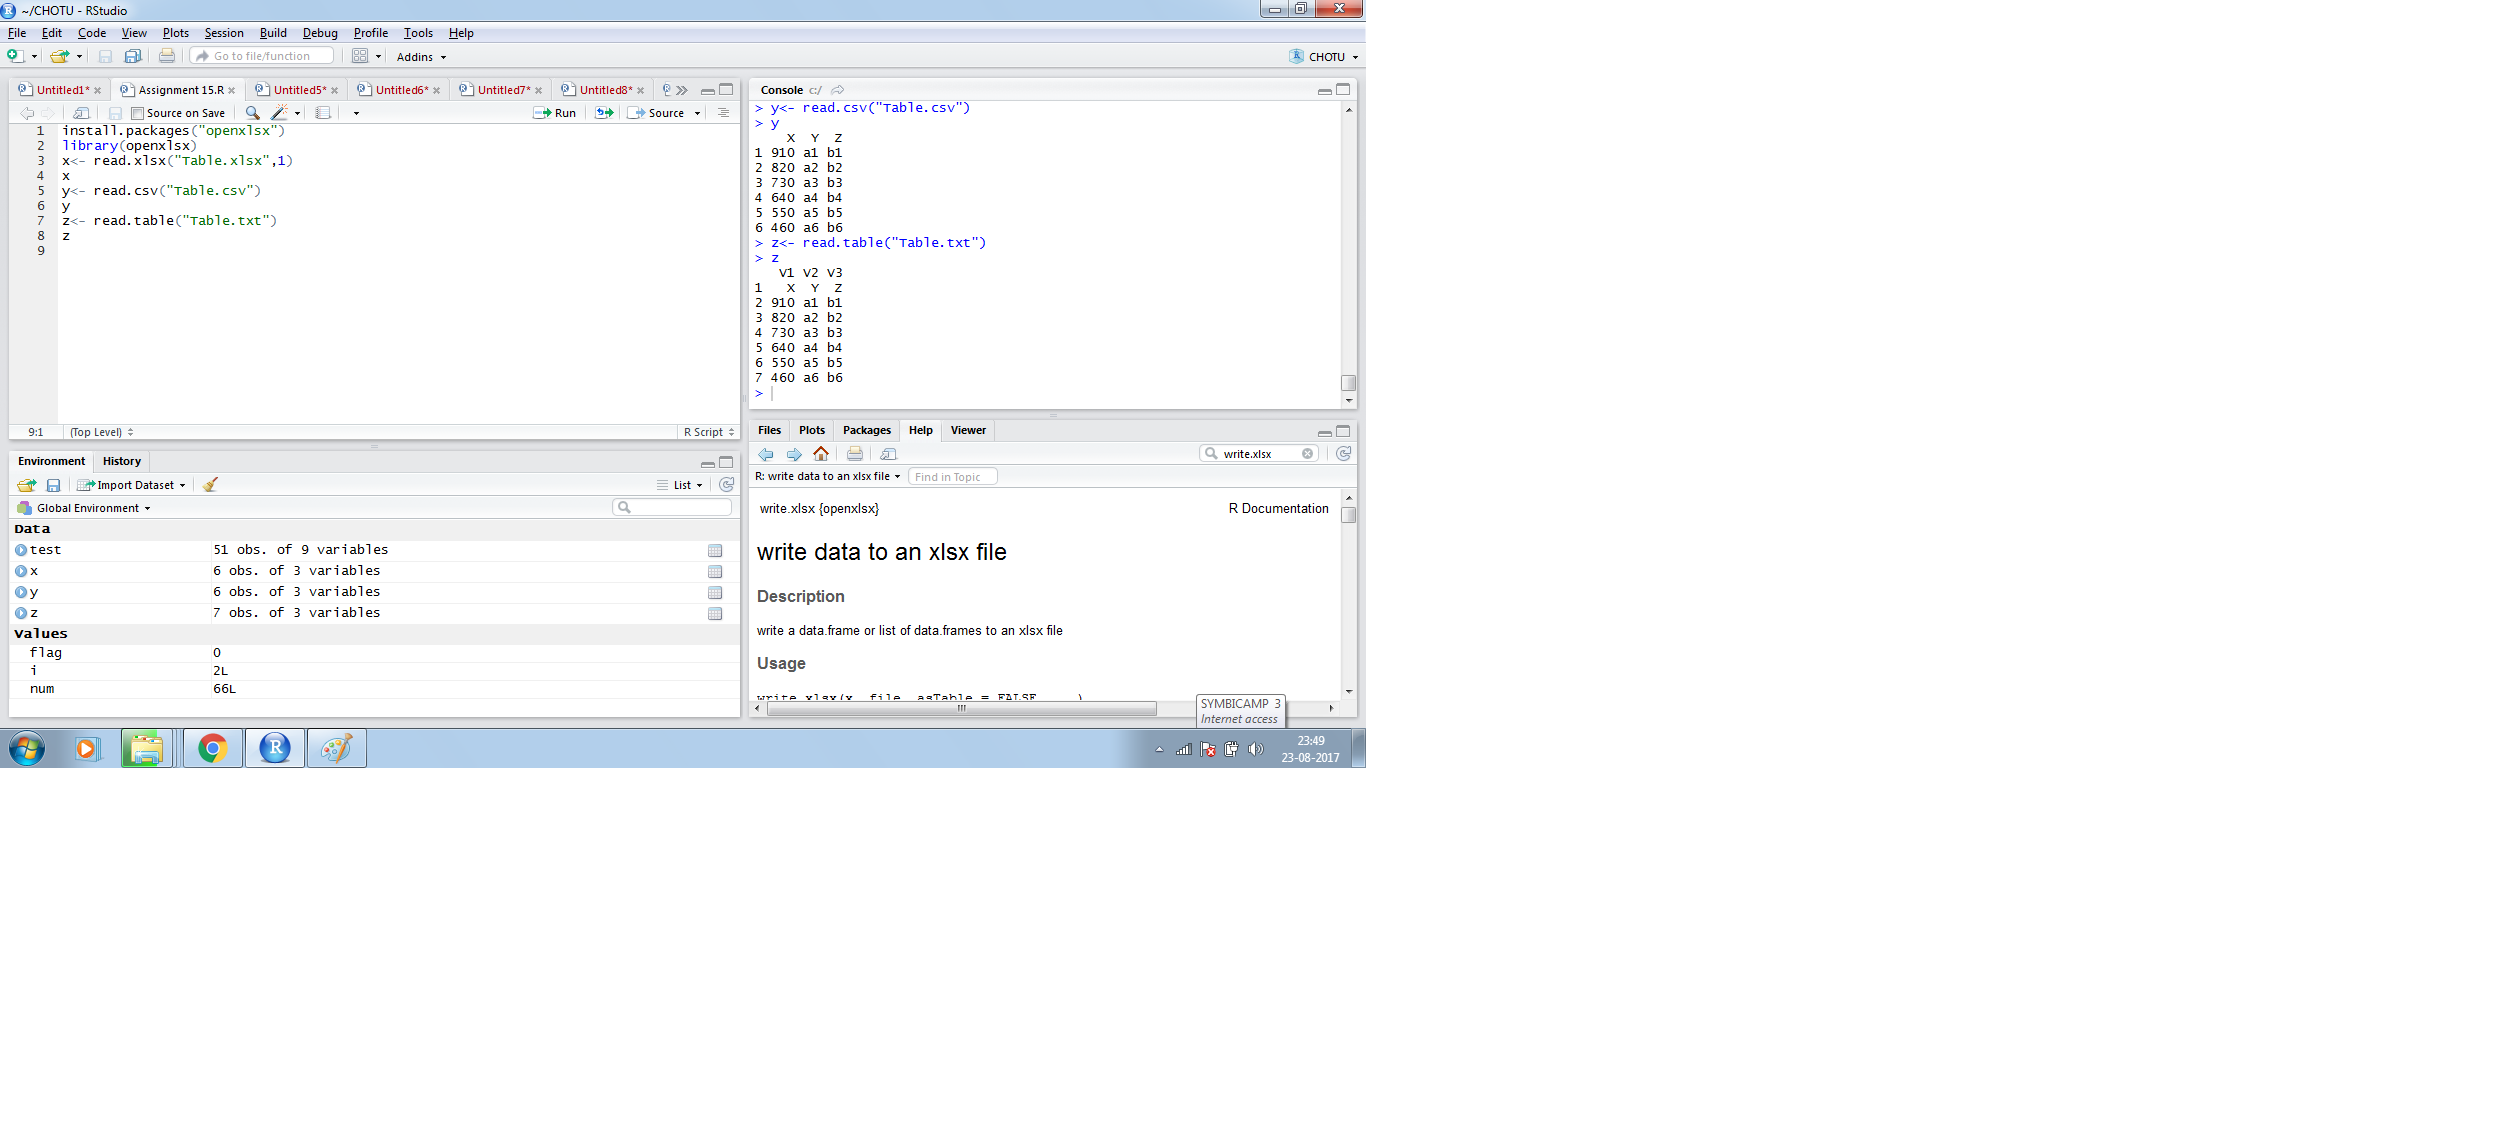 ~/CHOTU - RStudio
File Edit Code View Plots Session Build Debug Profile Tools Help
Go to file/function Addins CHOTU
Untitled1* Assignment 15.R Untitled5* Untitled6* Untitled7* Untitled8*
Source on Save Run Source
1 install.packages("openxlsx")
2 library(openxlsx)
3 x<- read.xlsx("Table.xlsx",1)
4 x
5 y<- read.csv("Table.csv")
6 y
7 z<- read.table("Table.txt")
8 z
9
9:1 (Top Level) R Script
Environment History
Import Dataset List
Global Environment
Data
test 51 obs. of 9 variables
x 6 obs. of 3 variables
y 6 obs. of 3 variables
z 7 obs. of 3 variables
Values
flag 0
i 2L
num 66L
Console c:/
> y<- read.csv("Table.csv")
> y
X Y Z
1 910 a1 b1
2 820 a2 b2
3 730 a3 b3
4 640 a4 b4
5 550 a5 b5
6 460 a6 b6
> z<- read.table("Table.txt")
> z
V1 V2 V3
1 X Y Z
2 910 a1 b1
3 820 a2 b2
4 730 a3 b3
5 640 a4 b4
6 550 a5 b5
7 460 a6 b6
>
Files Plots Packages Help Viewer
write.xlsx
R: write data to an xlsx file Find in Topic
write.xlsx {openxlsx} R Documentation
write data to an xlsx file
Description
write a data.frame or list of data.frames to an xlsx file
Usage
write.xlsx(x, file, asTable = FALSE, ...)
SYMBICAMP 3
Internet access
23:49
23-08-2017